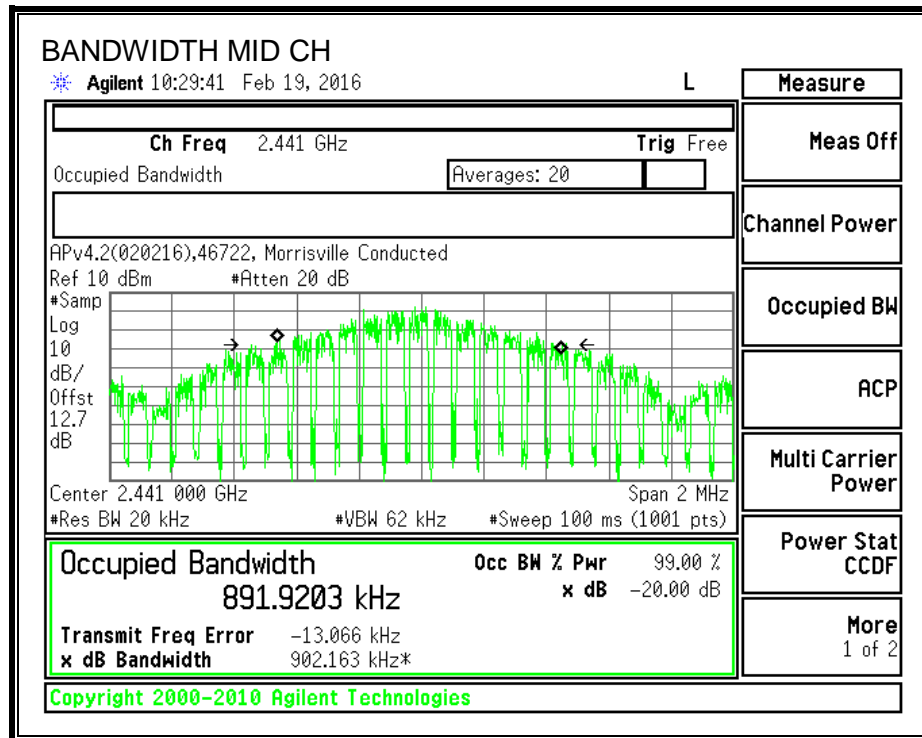 BANDWIDTH MID CH
Agilent 10:29:41 Feb 19, 2016 L
Measure
Ch Freq 2.441 GHz Trig Free
Meas Off
Occupied Bandwidth Averages: 20
Channel Power
APv4.2(020216),46722, Morrisville Conducted
Ref 10 dBm #Atten 20 dB
#Samp
Log
10
dB/
Offst
12.7
dB
Occupied BW
ACP
Multi Carrier
Power
Center 2.441 000 GHz Span 2 MHz
#Res BW 20 kHz #VBW 62 kHz #Sweep 100 ms (1001 pts)
Occupied Bandwidth Occ BW % Pwr 99.00 %
891.9203 kHz x dB -20.00 dB
Transmit Freq Error -13.066 kHz
x dB Bandwidth 902.163 kHz*
Power Stat
CCDF
More
1 of 2
Copyright 2000-2010 Agilent Technologies